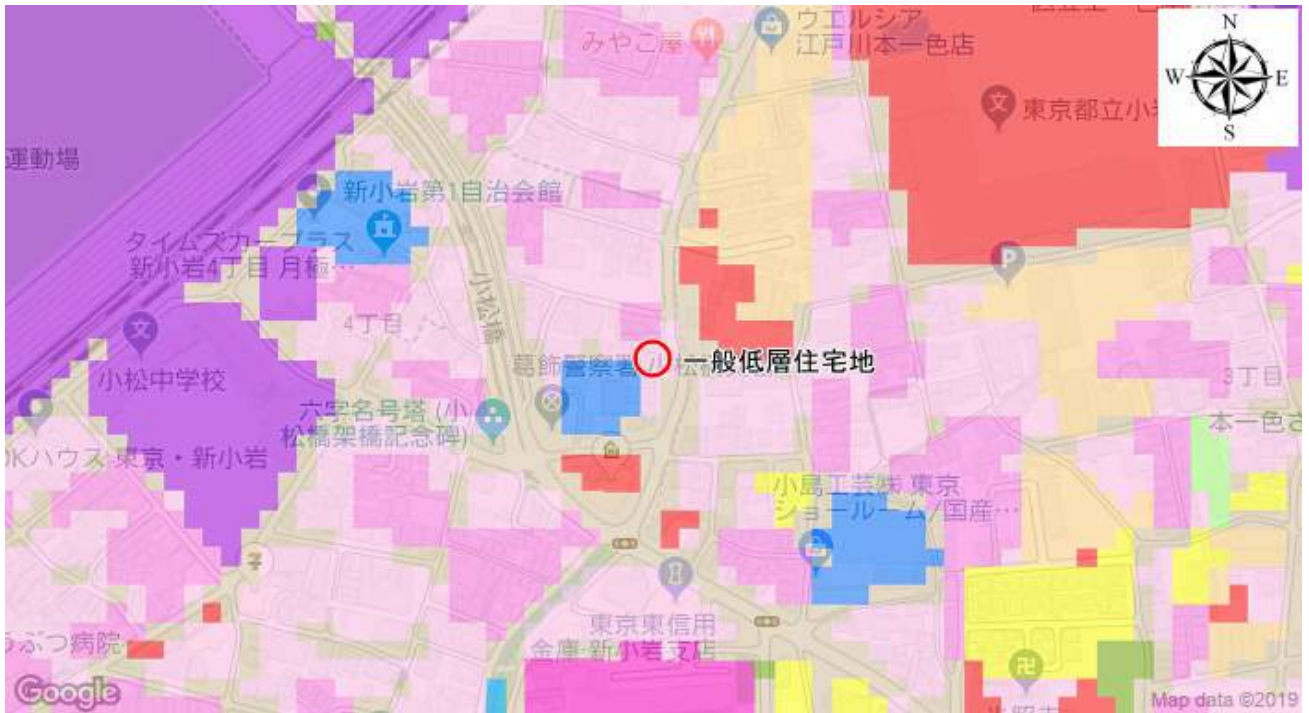 ウエルシア
江戸川本一色店
みやこ屋
N
W
E
S
東京都立小
運動場
新小岩第1自治会館
タイムズカープラス
新小岩4丁目 月極…
小松橋
4丁目
一般低層住宅地
葛飾警察署
小松中学校
3丁目
六字名号塔 (小
松橋架橋記念碑)
本一色さ
OKハウス 東京・新小岩
小島工芸㈱ 東京
ショールーム/国産…
東京東信用
金庫 新小岩支店
うぶつ病院
Google
Map data ©2019